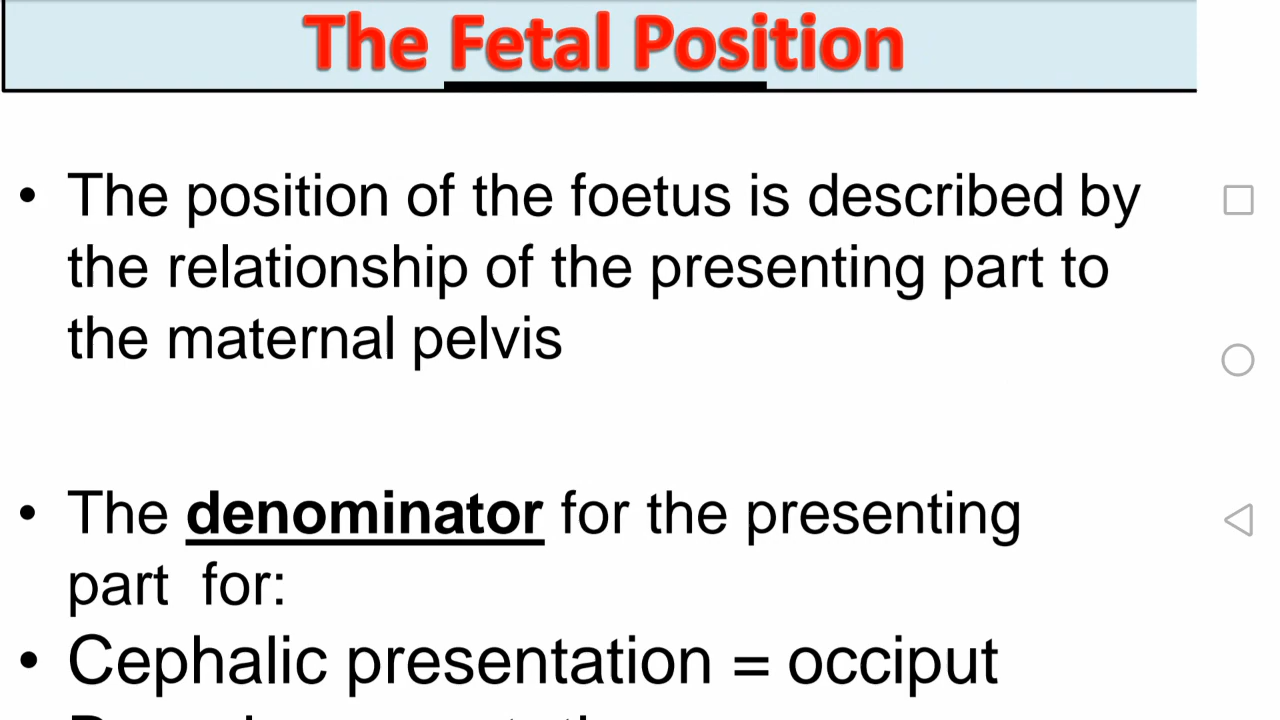 The Fetal Position
• The position of the foetus is described by
the relationship of the presenting part to
the maternal pelvis
• The denominator for the presenting
part for:
• Cephalic presentation = occiput